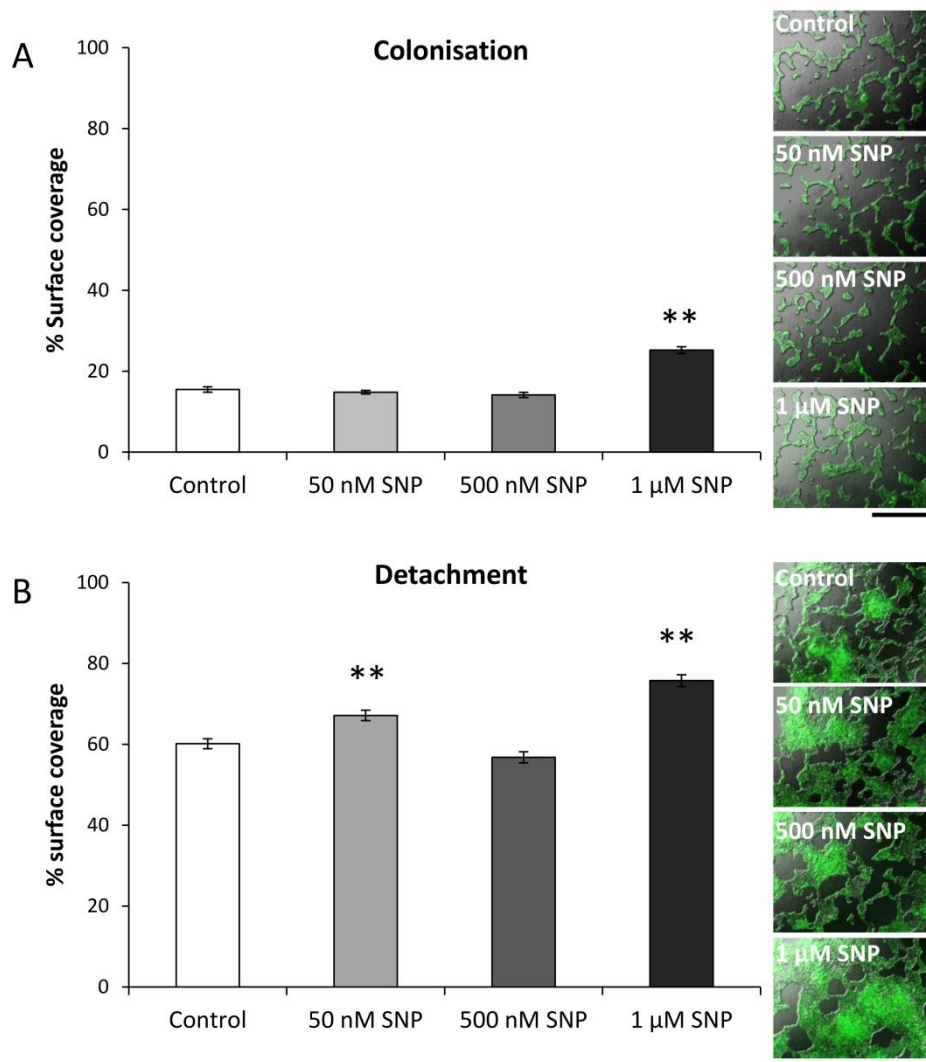 A
Colonisation
% Surface coverage
100
80
60
40
20
0
**
Control
50 nM SNP
500 nM SNP
1 µM SNP
Control
50 nM SNP
500 nM SNP
1 µM SNP
B
Detachment
% surface coverage
100
80
60
40
20
0
**
**
Control
50 nM SNP
500 nM SNP
1 µM SNP
Control
50 nM SNP
500 nM SNP
1 µM SNP